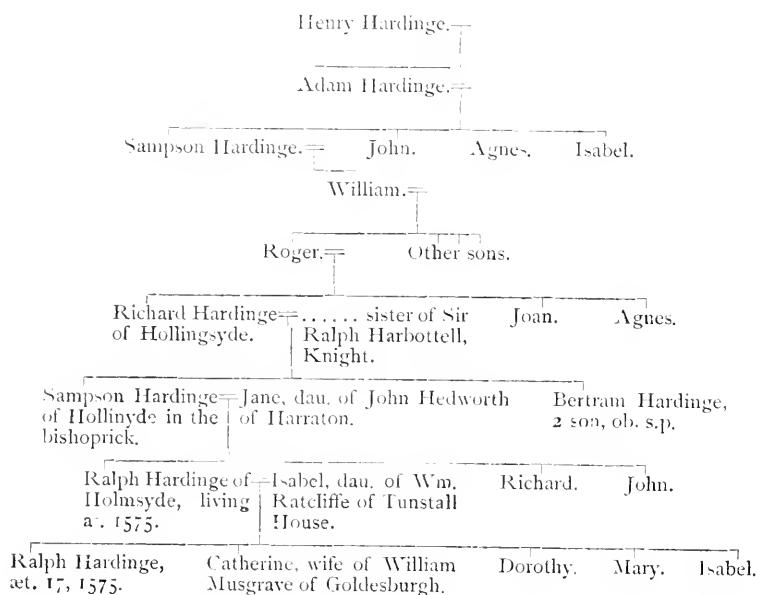 Henry Hardinge.
Adam Hardinge.
Sampson Hardinge. John. Agnes. Isabel.
William.
Roger. Other sons.
Richard Hardinge
of Hollingsyde.
...... sister of Sir
Ralph Harbottell,
Knight.
Joan. Agnes.
Sampson Hardinge
of Hollinyde in the
bishoprick.
Jane, dau. of John Hedworth
of Harraton.
Bertram Hardinge,
2 son, ob. s.p.
Ralph Hardinge of
Holmsyde, living
a°. 1575.
Isabel, dau. of Wm.
Ratcliffe of Tunstall
House.
Richard. John.
Ralph Hardinge,
æt. 17, 1575.
Catherine, wife of William
Musgrave of Goldesburgh.
Dorothy. Mary. Isabel.